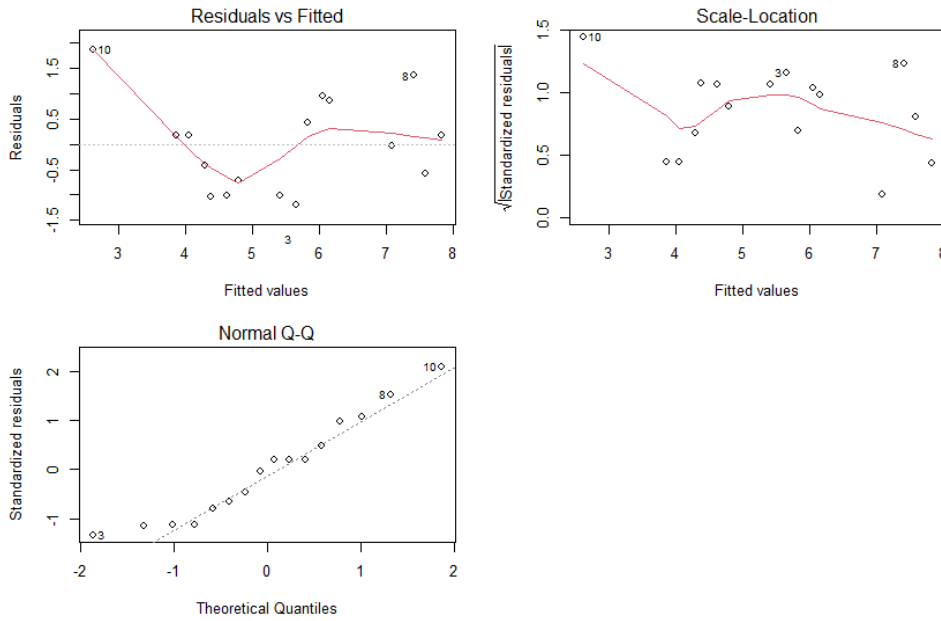 Residuals vs Fitted
Residuals
1.5
0.5
-0.5
-1.5
10
8
3
3 4 5 6 7 8
Fitted values
Scale-Location
√|Standardized residuals|
1.5
1.0
0.5
0.0
10
3
8
3 4 5 6 7 8
Fitted values
Normal Q-Q
Standardized residuals
2
1
0
-1
10
8
3
-2 -1 0 1 2
Theoretical Quantiles